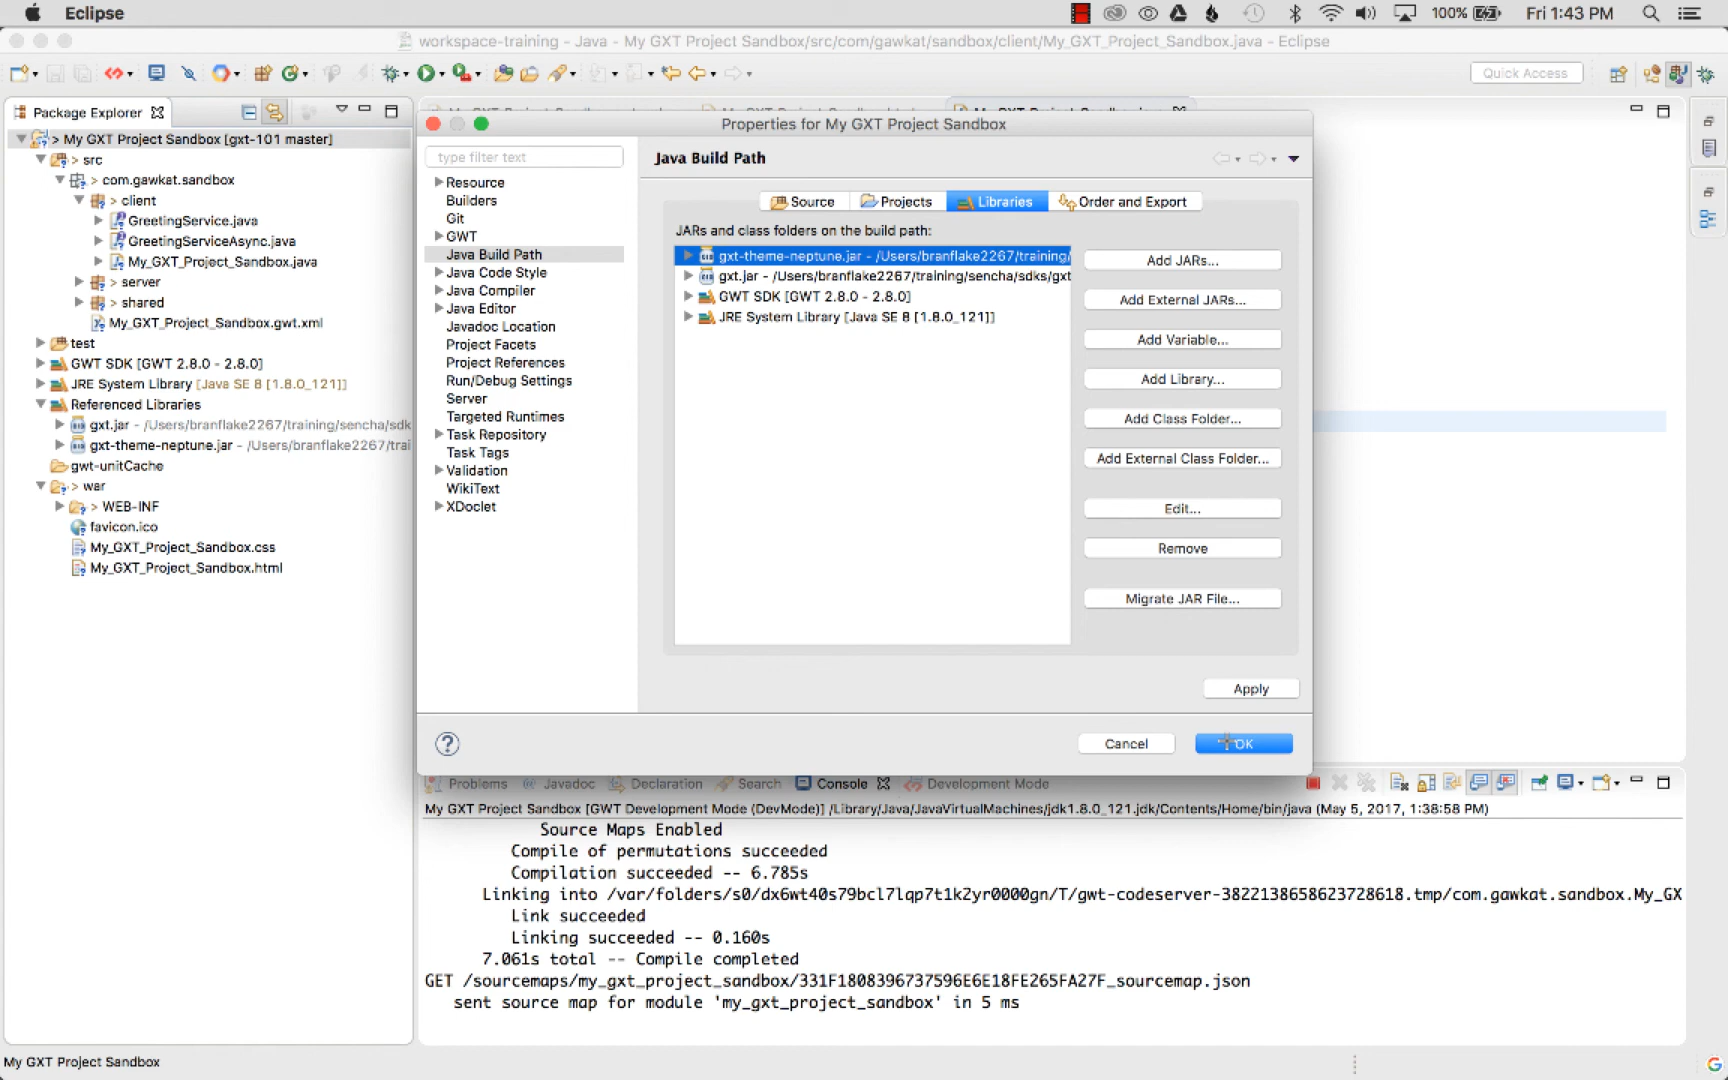 Eclipse
100%
Fri 1:43 PM
workspace-training - Java - My GXT Project Sandbox/src/com/gawkat/sandbox/client/My_GXT_Project_Sandbox.java - Eclipse
Quick Access
Package Explorer
> My GXT Project Sandbox [gxt-101 master]
> src
> com.gawkat.sandbox
> client
GreetingService.java
GreetingServiceAsync.java
My_GXT_Project_Sandbox.java
> server
> shared
My_GXT_Project_Sandbox.gwt.xml
test
GWT SDK [GWT 2.8.0 - 2.8.0]
JRE System Library [Java SE 8 [1.8.0_121]]
Referenced Libraries
gxt.jar - /Users/branflake2267/training/sencha/sdk
gxt-theme-neptune.jar - /Users/branflake2267/trai
gwt-unitCache
> war
> WEB-INF
favicon.ico
My_GXT_Project_Sandbox.css
My_GXT_Project_Sandbox.html
Properties for My GXT Project Sandbox
type filter text
Resource
Builders
Git
GWT
Java Build Path
Java Code Style
Java Compiler
Java Editor
Javadoc Location
Project Facets
Project References
Run/Debug Settings
Server
Targeted Runtimes
Task Repository
Task Tags
Validation
WikiText
XDoclet
Java Build Path
Source
Projects
Libraries
Order and Export
JARs and class folders on the build path:
gxt-theme-neptune.jar - /Users/branflake2267/training/
gxt.jar - /Users/branflake2267/training/sencha/sdks/gxt
GWT SDK [GWT 2.8.0 - 2.8.0]
JRE System Library [Java SE 8 [1.8.0_121]]
Add JARs...
Add External JARs...
Add Variable...
Add Library...
Add Class Folder...
Add External Class Folder...
Edit...
Remove
Migrate JAR File...
Apply
?
Cancel
OK
Problems
@ Javadoc
Declaration
Search
Console
Development Mode
My GXT Project Sandbox [GWT Development Mode (DevMode)] /Library/Java/JavaVirtualMachines/jdk1.8.0_121.jdk/Contents/Home/bin/java (May 5, 2017, 1:38:58 PM)
Source Maps Enabled
Compile of permutations succeeded
Compilation succeeded -- 6.785s
Linking into /var/folders/s0/dx6wt40s79bcl7lqp7t1k2yr0000gn/T/gwt-codeserver-3822138658623728618.tmp/com.gawkat.sandbox.My_GX
Link succeeded
Linking succeeded -- 0.160s
7.061s total -- Compile completed
GET /sourcemaps/my_gxt_project_sandbox/331F1808396737596E6E18FE265FA27F_sourcemap.json
sent source map for module 'my_gxt_project_sandbox' in 5 ms
My GXT Project Sandbox